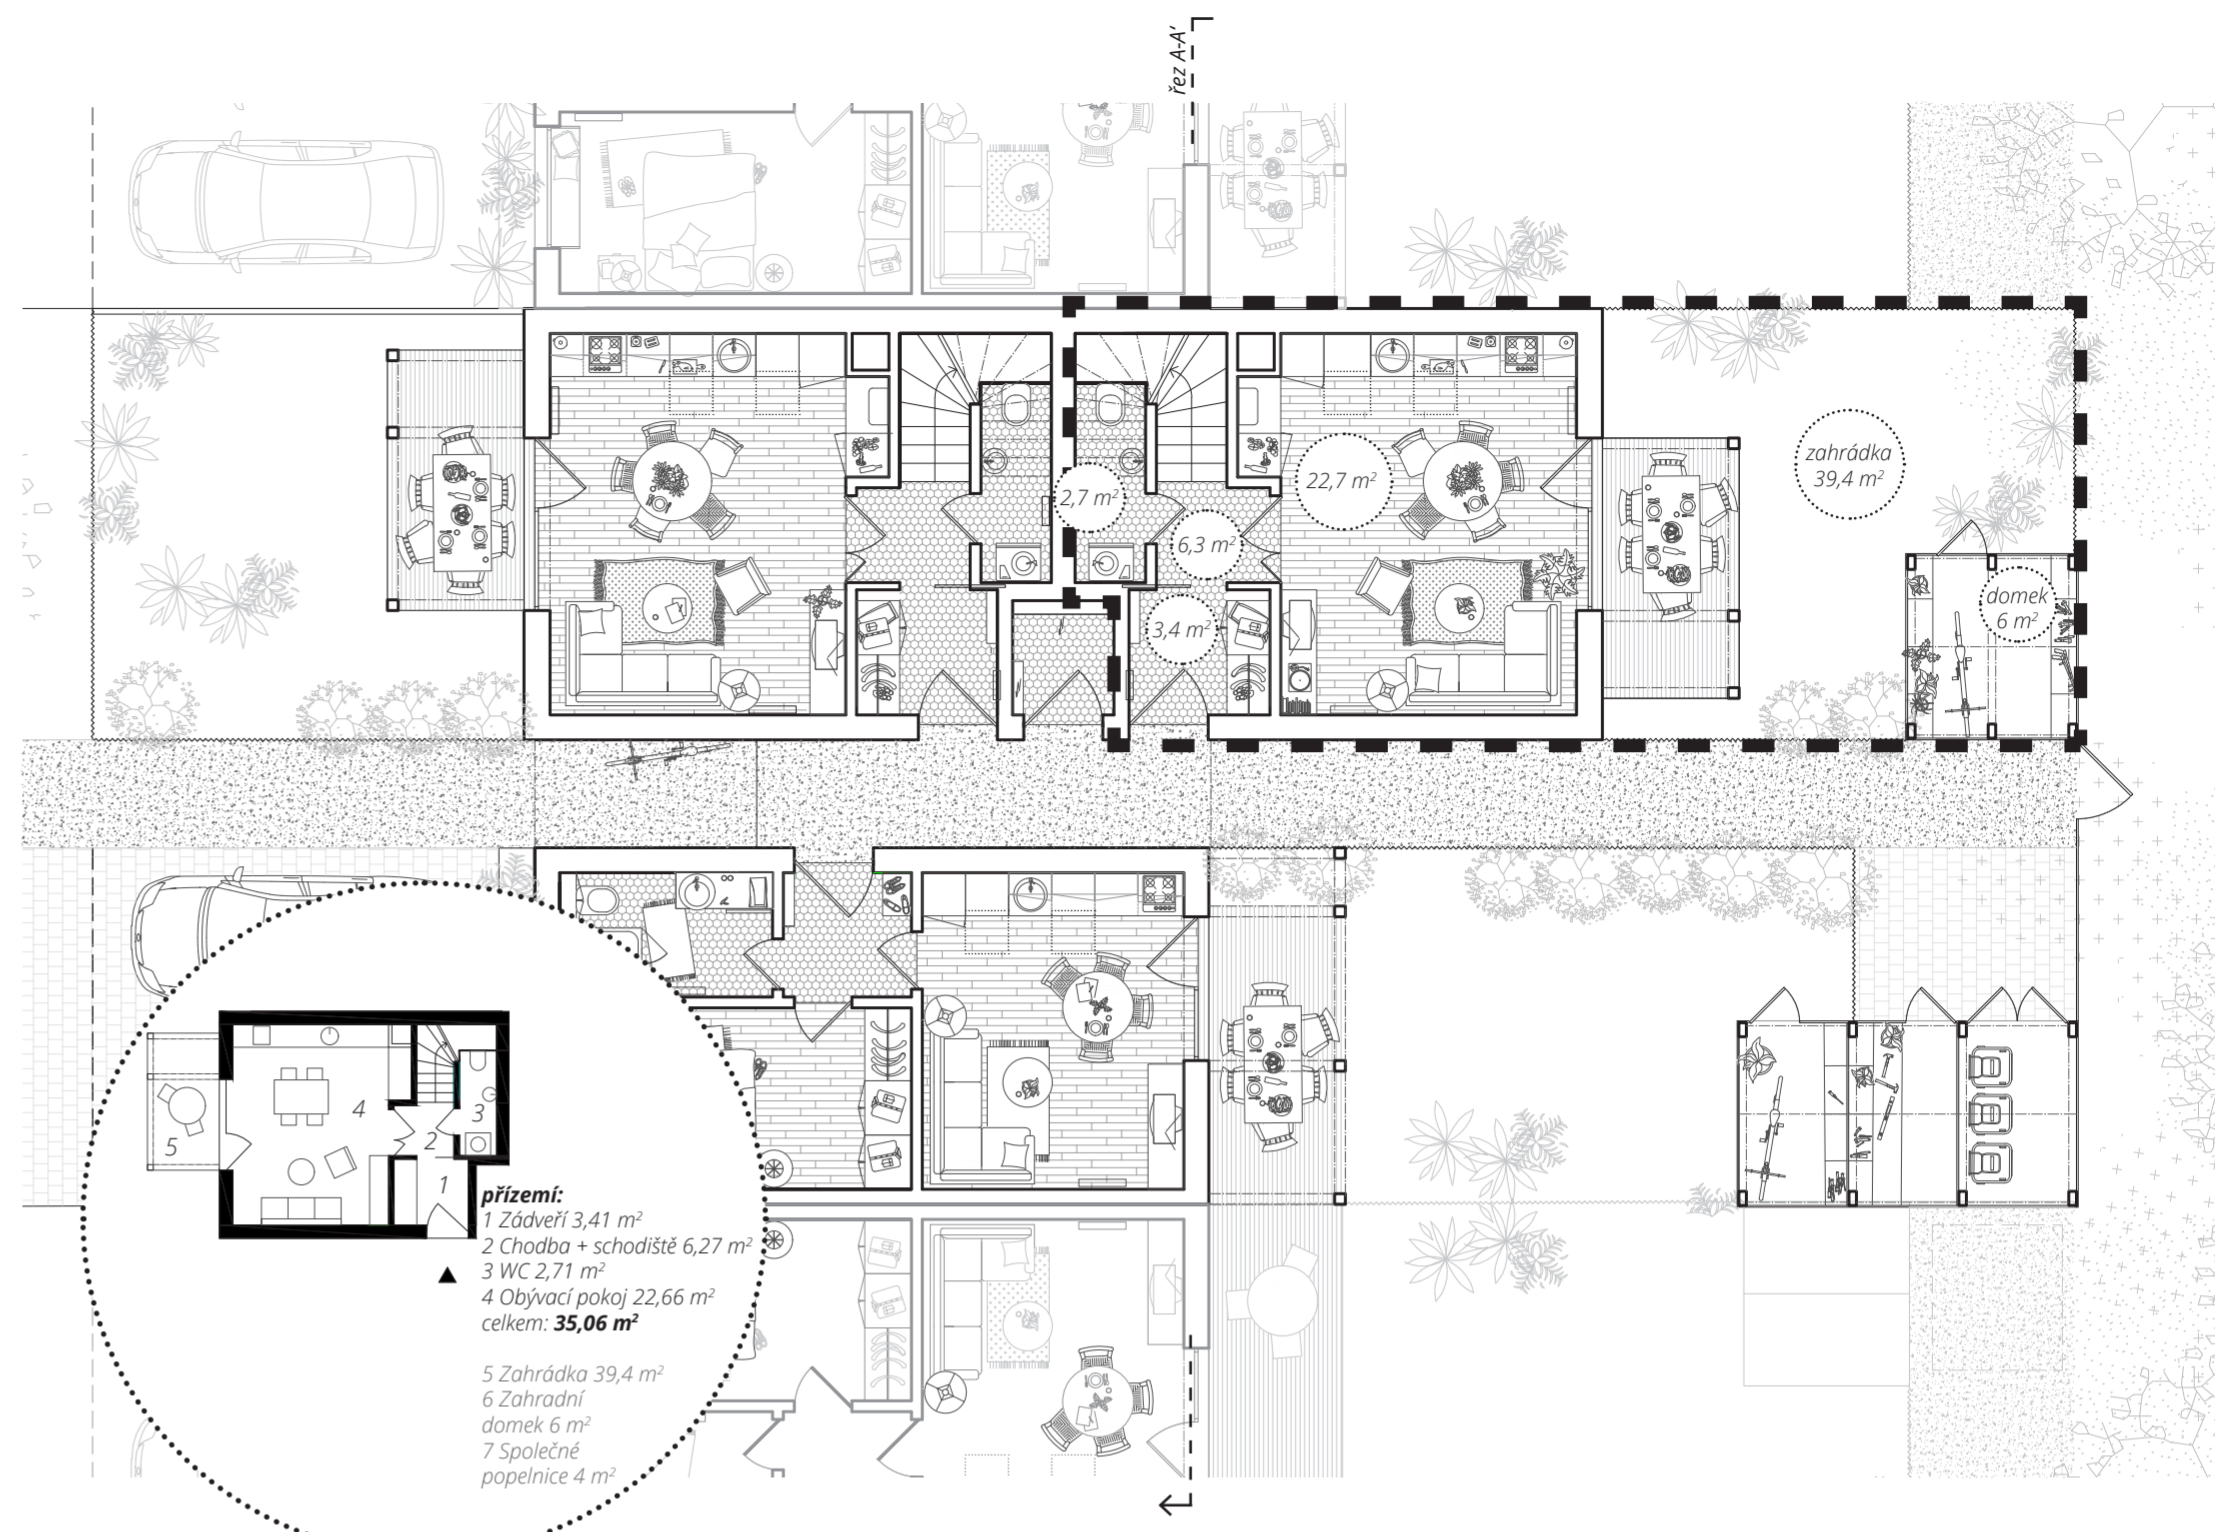 řez A-A'
zahrádka
39,4 m²
22,7 m²
2,7 m²
6,3 m²
3,4 m²
domek
6 m²
4
3
5
2
1
přízemí:
1 Zádveří 3,41 m²
2 Chodba + schodiště 6,27 m²
3 WC 2,71 m²
4 Obývací pokoj 22,66 m²
celkem: 35,06 m²
5 Zahrádka 39,4 m²
6 Zahradní
domek 6 m²
7 Společné
popelnice 4 m²